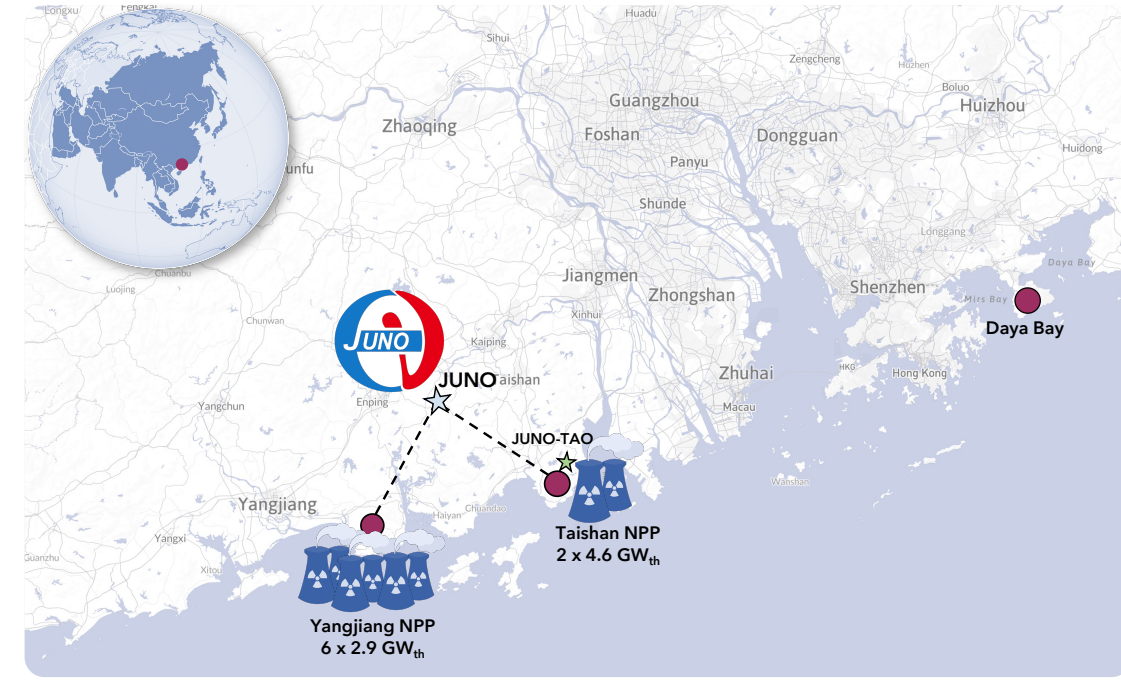 Longxu
Fengkai
Huadu
Sihui
Zengcheng
Huzhen
Boluo
Guangzhou
Huizhou
Zhaoqing
Foshan
Dongguan
Huidong
Panyu
unfu
Shunde
Longgang
Daya Bay
Chuanbu
Jiangmen
Luojing
Zhongshan
Shenzhen
Mirs Bay
Xinhui
Chunwan
Daya Bay
JUNO
Kaiping
HKG
Hong Kong
Zhuhai
JUNO
Taishan
Enping
Yangchun
Macau
JUNO-TAO
Wanshan
Yangjiang
Haiyan
Chuandao
Taishan NPP
2 x 4.6 GWth
Yangxi
Guanzhu
Xitou
Yangjiang NPP
6 x 2.9 GWth